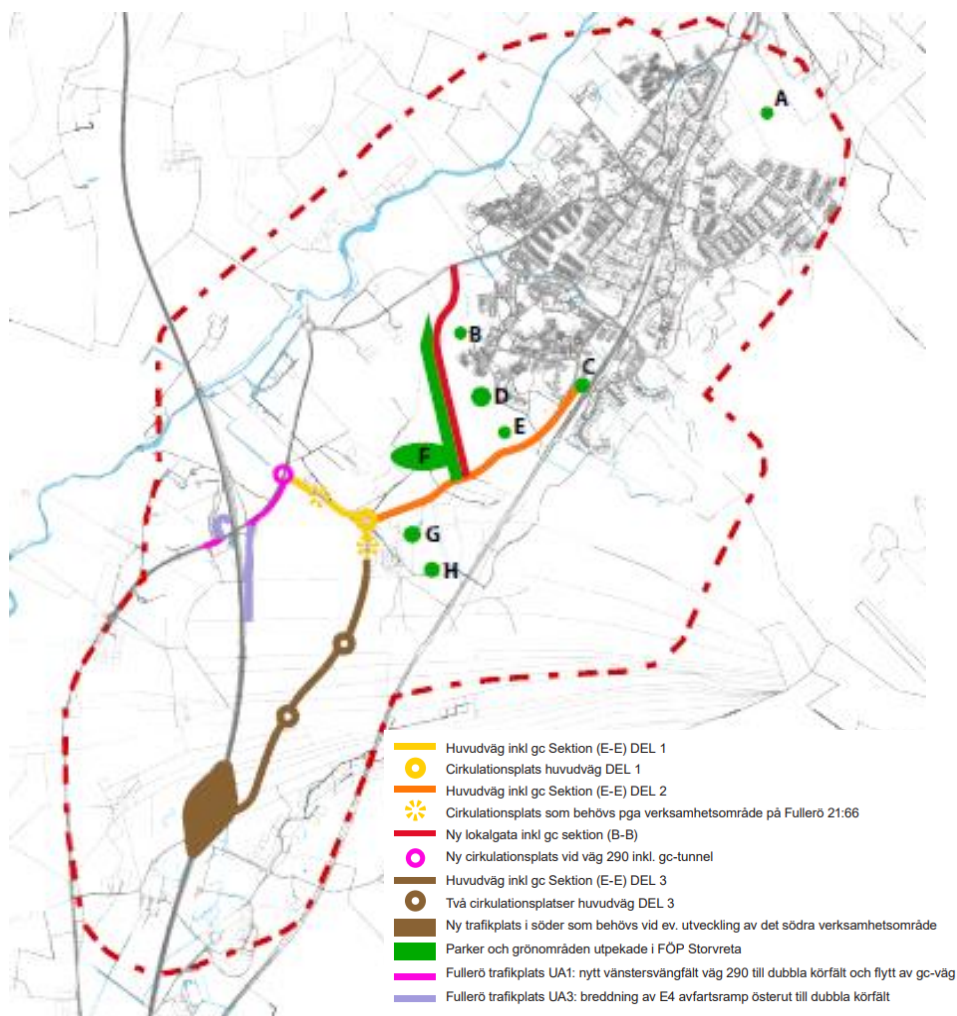 A
B
C
D
E
F
G
H
Huvudväg inkl gc Sektion (E-E) DEL 1
Cirkulationsplats huvudväg DEL 1
Huvudväg inkl gc Sektion (E-E) DEL 2
Cirkulationsplats som behövs pga verksamhetsområde på Fullerö 21:66
Ny lokalgata inkl gc sektion (B-B)
Ny cirkulationsplats vid väg 290 inkl. gc-tunnel
Huvudväg inkl gc Sektion (E-E) DEL 3
Två cirkulationsplatser huvudväg DEL 3
Ny trafikplats i söder som behövs vid ev. utveckling av det södra verksamhetsområde
Parker och grönområden utpekade i FÖP Storvreta
Fullerö trafikplats UA1: nytt vänstersvängfält väg 290 till dubbla körfält och flytt av gc-väg
Fullerö trafikplats UA3: breddning av E4 avfartsramp österut till dubbla körfält